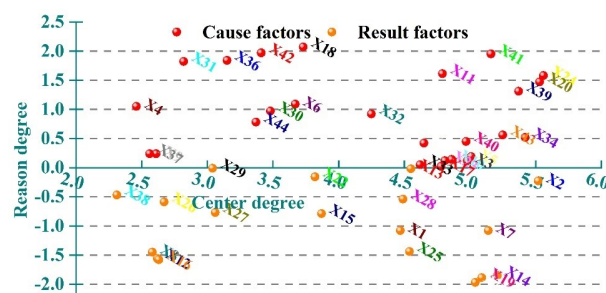 Cause factors Result factors
2.5
2.0
1.5
1.0
0.5
0.0
-0.5
-1.0
-1.5
-2.0
Reason degree
2.0 2.5 3.0 3.5 4.0 4.5 5.0 5.5 6.0
Center degree
X31
X36
X42
X18
X41
X11
X20
X39
X4
X6
X30
X44
X32
X40
X34
X37
X29
X3
X2
X38
X27
X15
X28
X1
X7
X25
X12
X14
X19